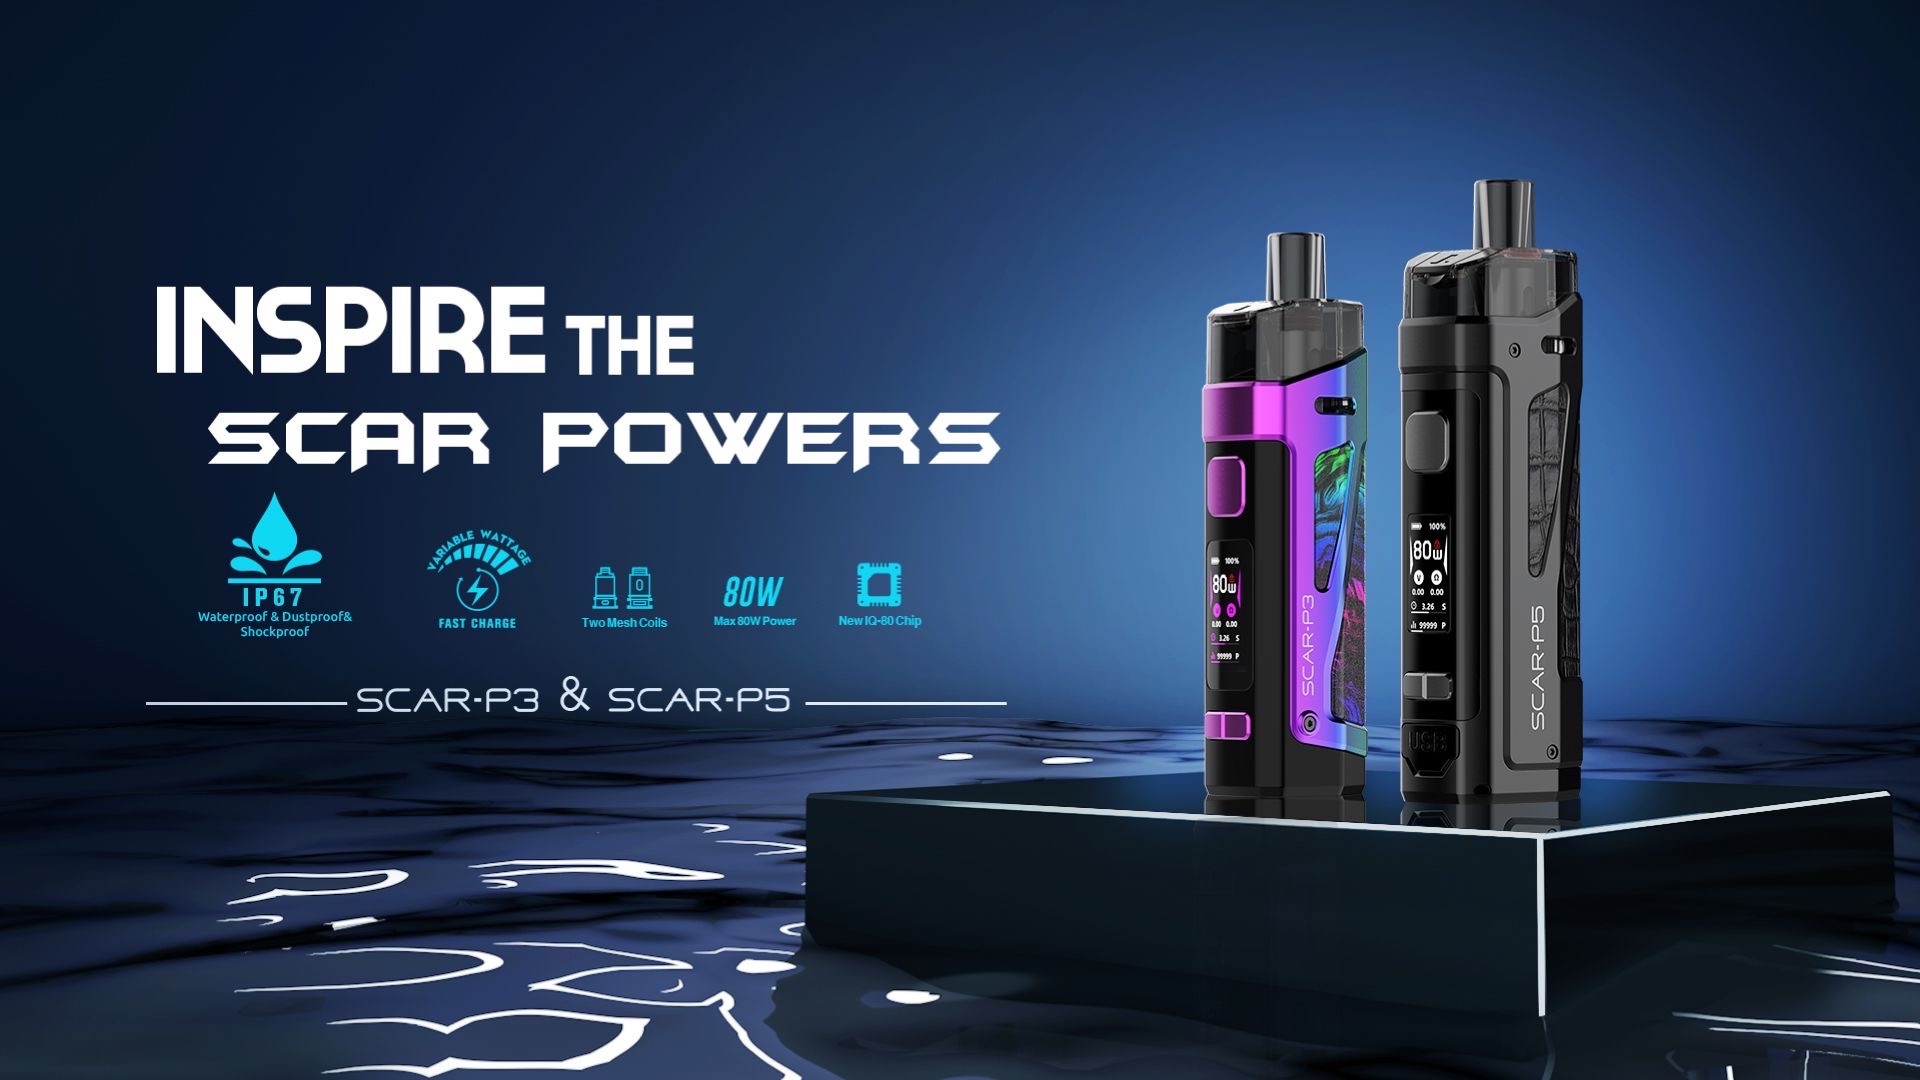 INSPIRE THE
SCAR POWERS
IP67
Waterproof & Dustproof&
Shockproof
VARIABLE WATTAGE
FAST CHARGE
Two Mesh Coils
80W
Max 80W Power
New IQ-80 Chip
SCAR-P3 & SCAR-P5
100%
80W
0.00 0.00
3.26 S
99999 P
SCAR-P3
100%
80W
V Ω
0.00 0.00
3.26 S
99999 P
USB
SCAR-P5